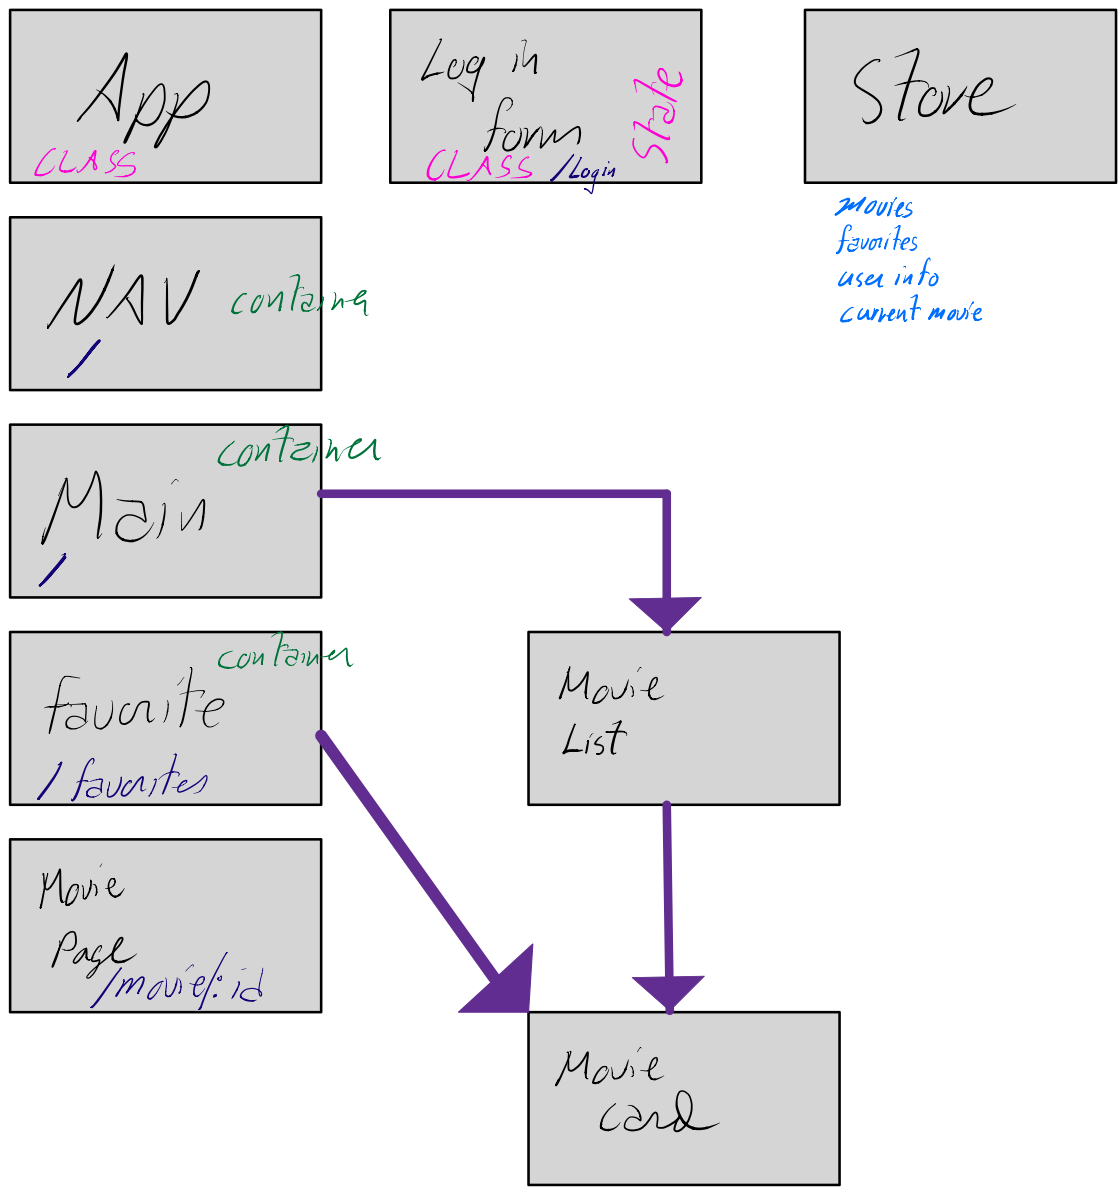 App
CLASS
Log in
form
State
CLASS /Login
Store
movies
favorites
user info
current movie
NAV
container
/
container
Main
/
container
favorite
/favorites
Movie
List
Movie
Page
/movie/:id
Movie
card